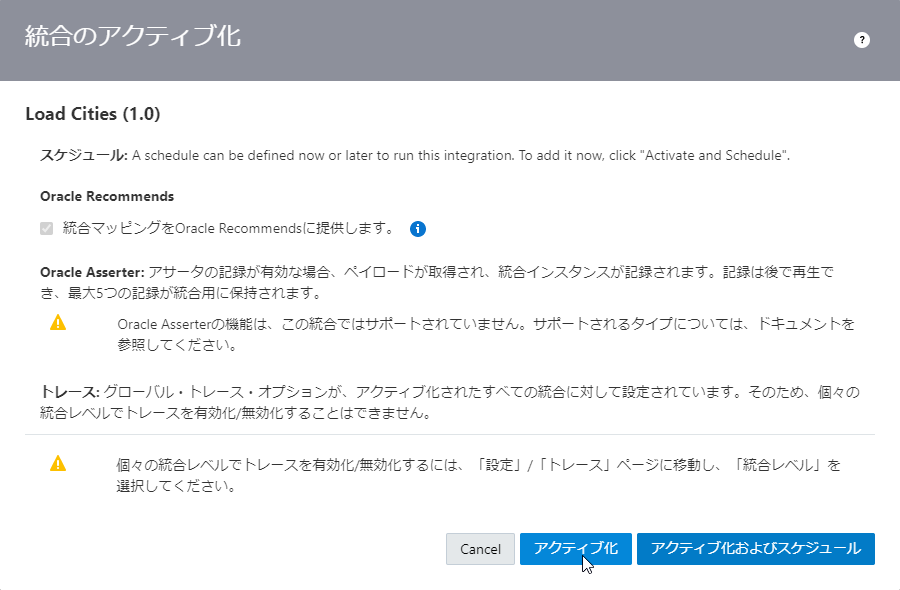 統合のアクティブ化
?
Load Cities (1.0)
スケジュール: A schedule can be defined now or later to run this integration. To add it now, click "Activate and Schedule".
Oracle Recommends
統合マッピングをOracle Recommendsに提供します。 i
Oracle Asserter: アサータの記録が有効な場合、ペイロードが取得され、統合インスタンスが記録されます。記録は後で再生で
き、最大5つの記録が統合用に保持されます。
Oracle Asserterの機能は、この統合ではサポートされていません。サポートされるタイプについては、ドキュメントを
参照してください。
トレース: グローバル・トレース・オプションが、アクティブ化されたすべての統合に対して設定されています。そのため、個々の
統合レベルでトレースを有効化/無効化することはできません。
個々の統合レベルでトレースを有効化/無効化するには、「設定」/「トレース」ページに移動し、「統合レベル」を
選択してください。
Cancel アクティブ化 アクティブ化およびスケジュール